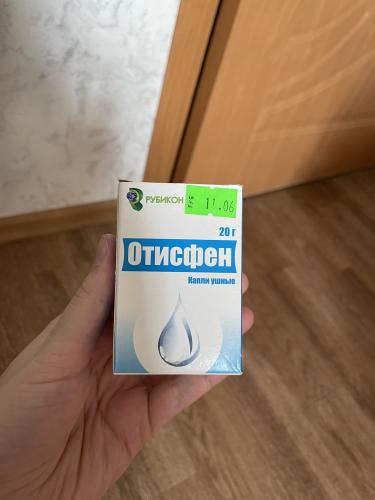 РУБИКОН
11.06
20 г
Отисфен
Капли ушные